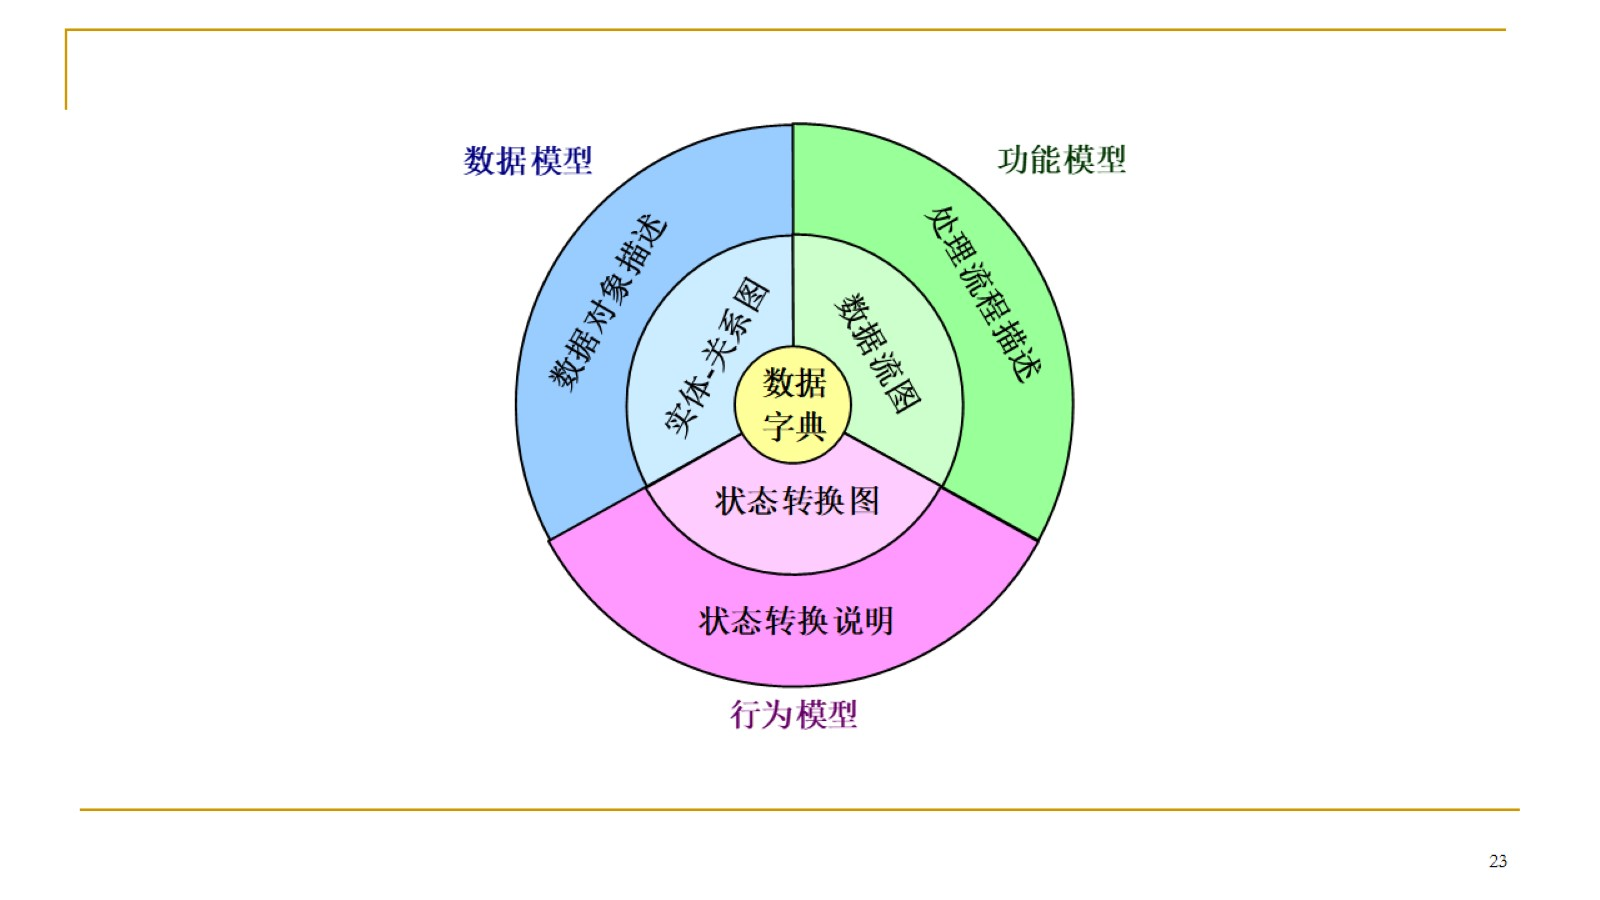 数据模型
功能模型
数据对象描述
处理流程描述
实体-关系图
数据流图
数据
字典
状态转换图
状态转换说明
行为模型
23